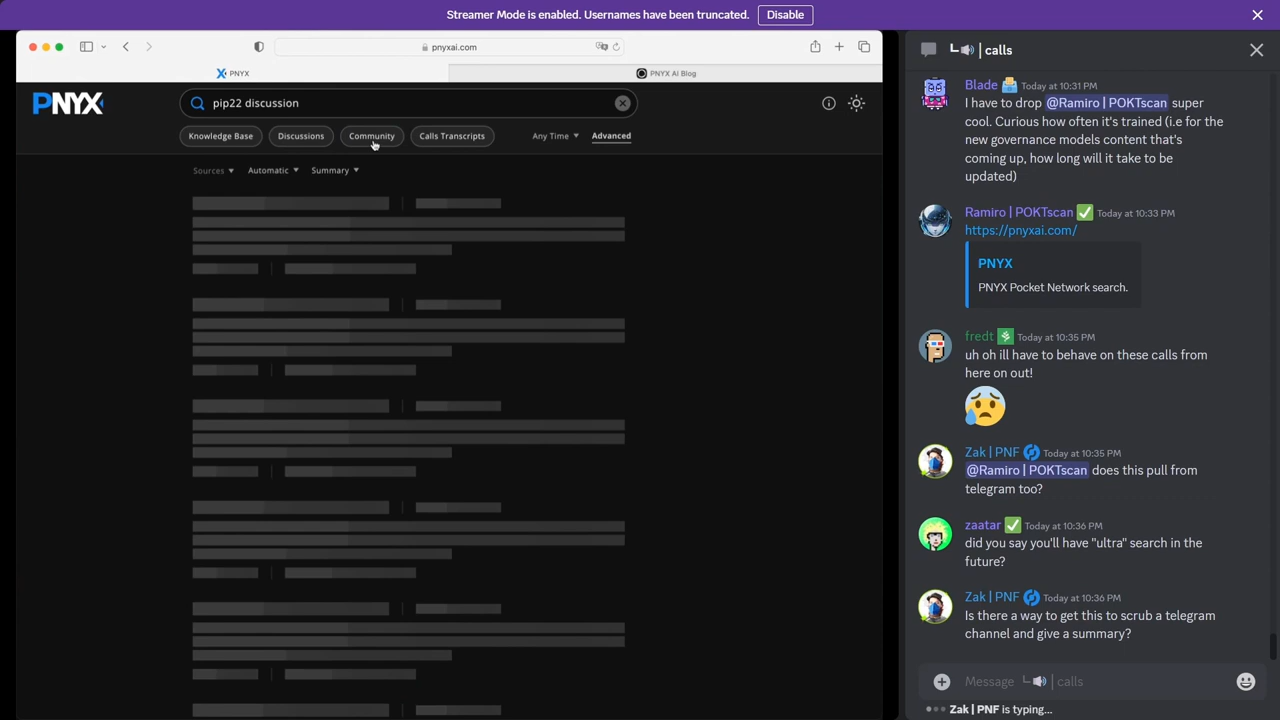 Streamer Mode is enabled. Usernames have been truncated. Disable
pnyxai.com
PNYX
PNYX AI Blog
PNYX
pip22 discussion
Knowledge Base Discussions Community Calls Transcripts Any Time Advanced
Sources Automatic Summary
calls
Blade Today at 10:31 PM
I have to drop @Ramiro | POKTscan super
cool. Curious how often it's trained (i.e for the
new governance models content that's
coming up, how long will it take to be
updated)
Ramiro | POKTscan Today at 10:33 PM
https://pnyxai.com/
PNYX
PNYX Pocket Network search.
fredt Today at 10:35 PM
uh oh ill have to behave on these calls from
here on out!
Zak | PNF Today at 10:35 PM
@Ramiro | POKTscan does this pull from
telegram too?
zaatar Today at 10:36 PM
did you say you'll have "ultra" search in the
future?
Zak | PNF Today at 10:36 PM
Is there a way to get this to scrub a telegram
channel and give a summary?
Message calls
Zak | PNF is typing...